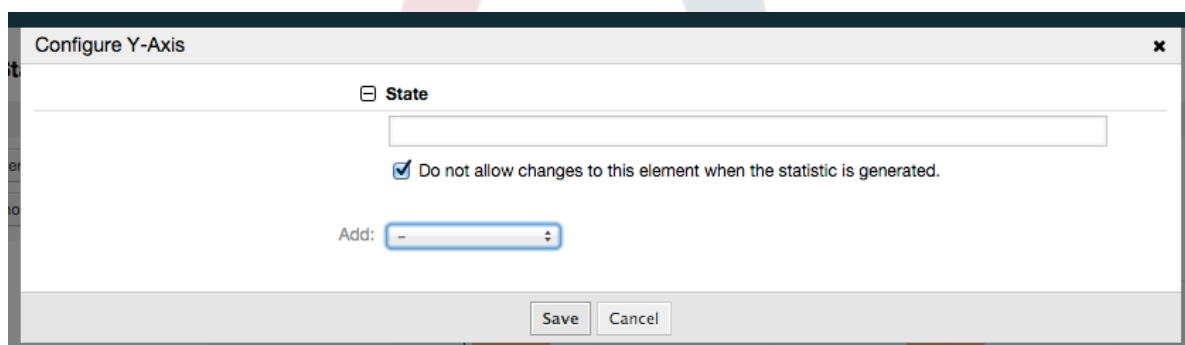 Configure Y-Axis
State
Do not allow changes to this element when the statistic is generated.
Add: –
Save Cancel